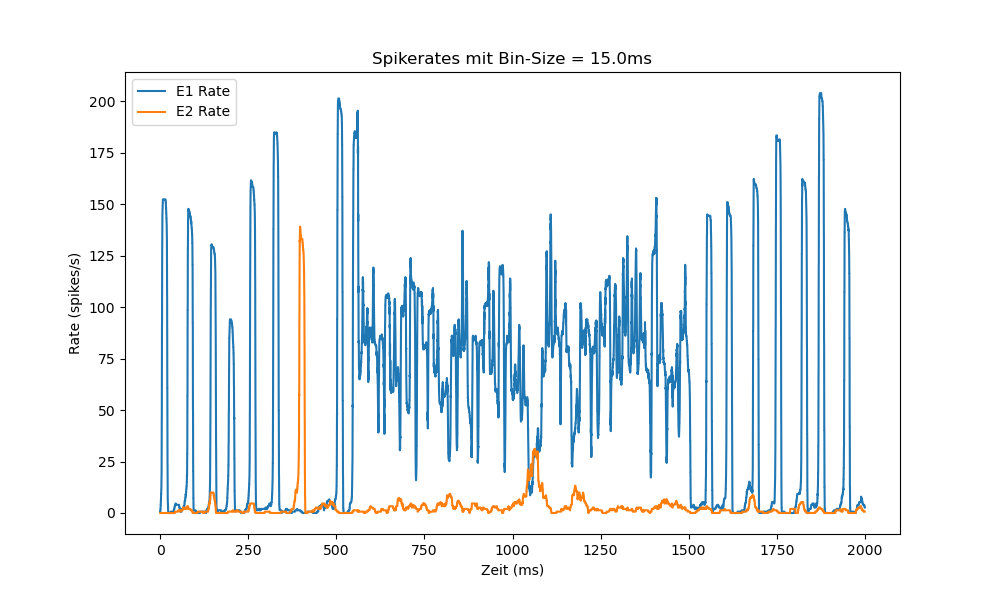 Spikerates mit Bin-Size = 15.0ms
E1 Rate
E2 Rate
200
175
150
125
100
75
50
25
0
Rate (spikes/s)
0 250 500 750 1000 1250 1500 1750 2000
Zeit (ms)